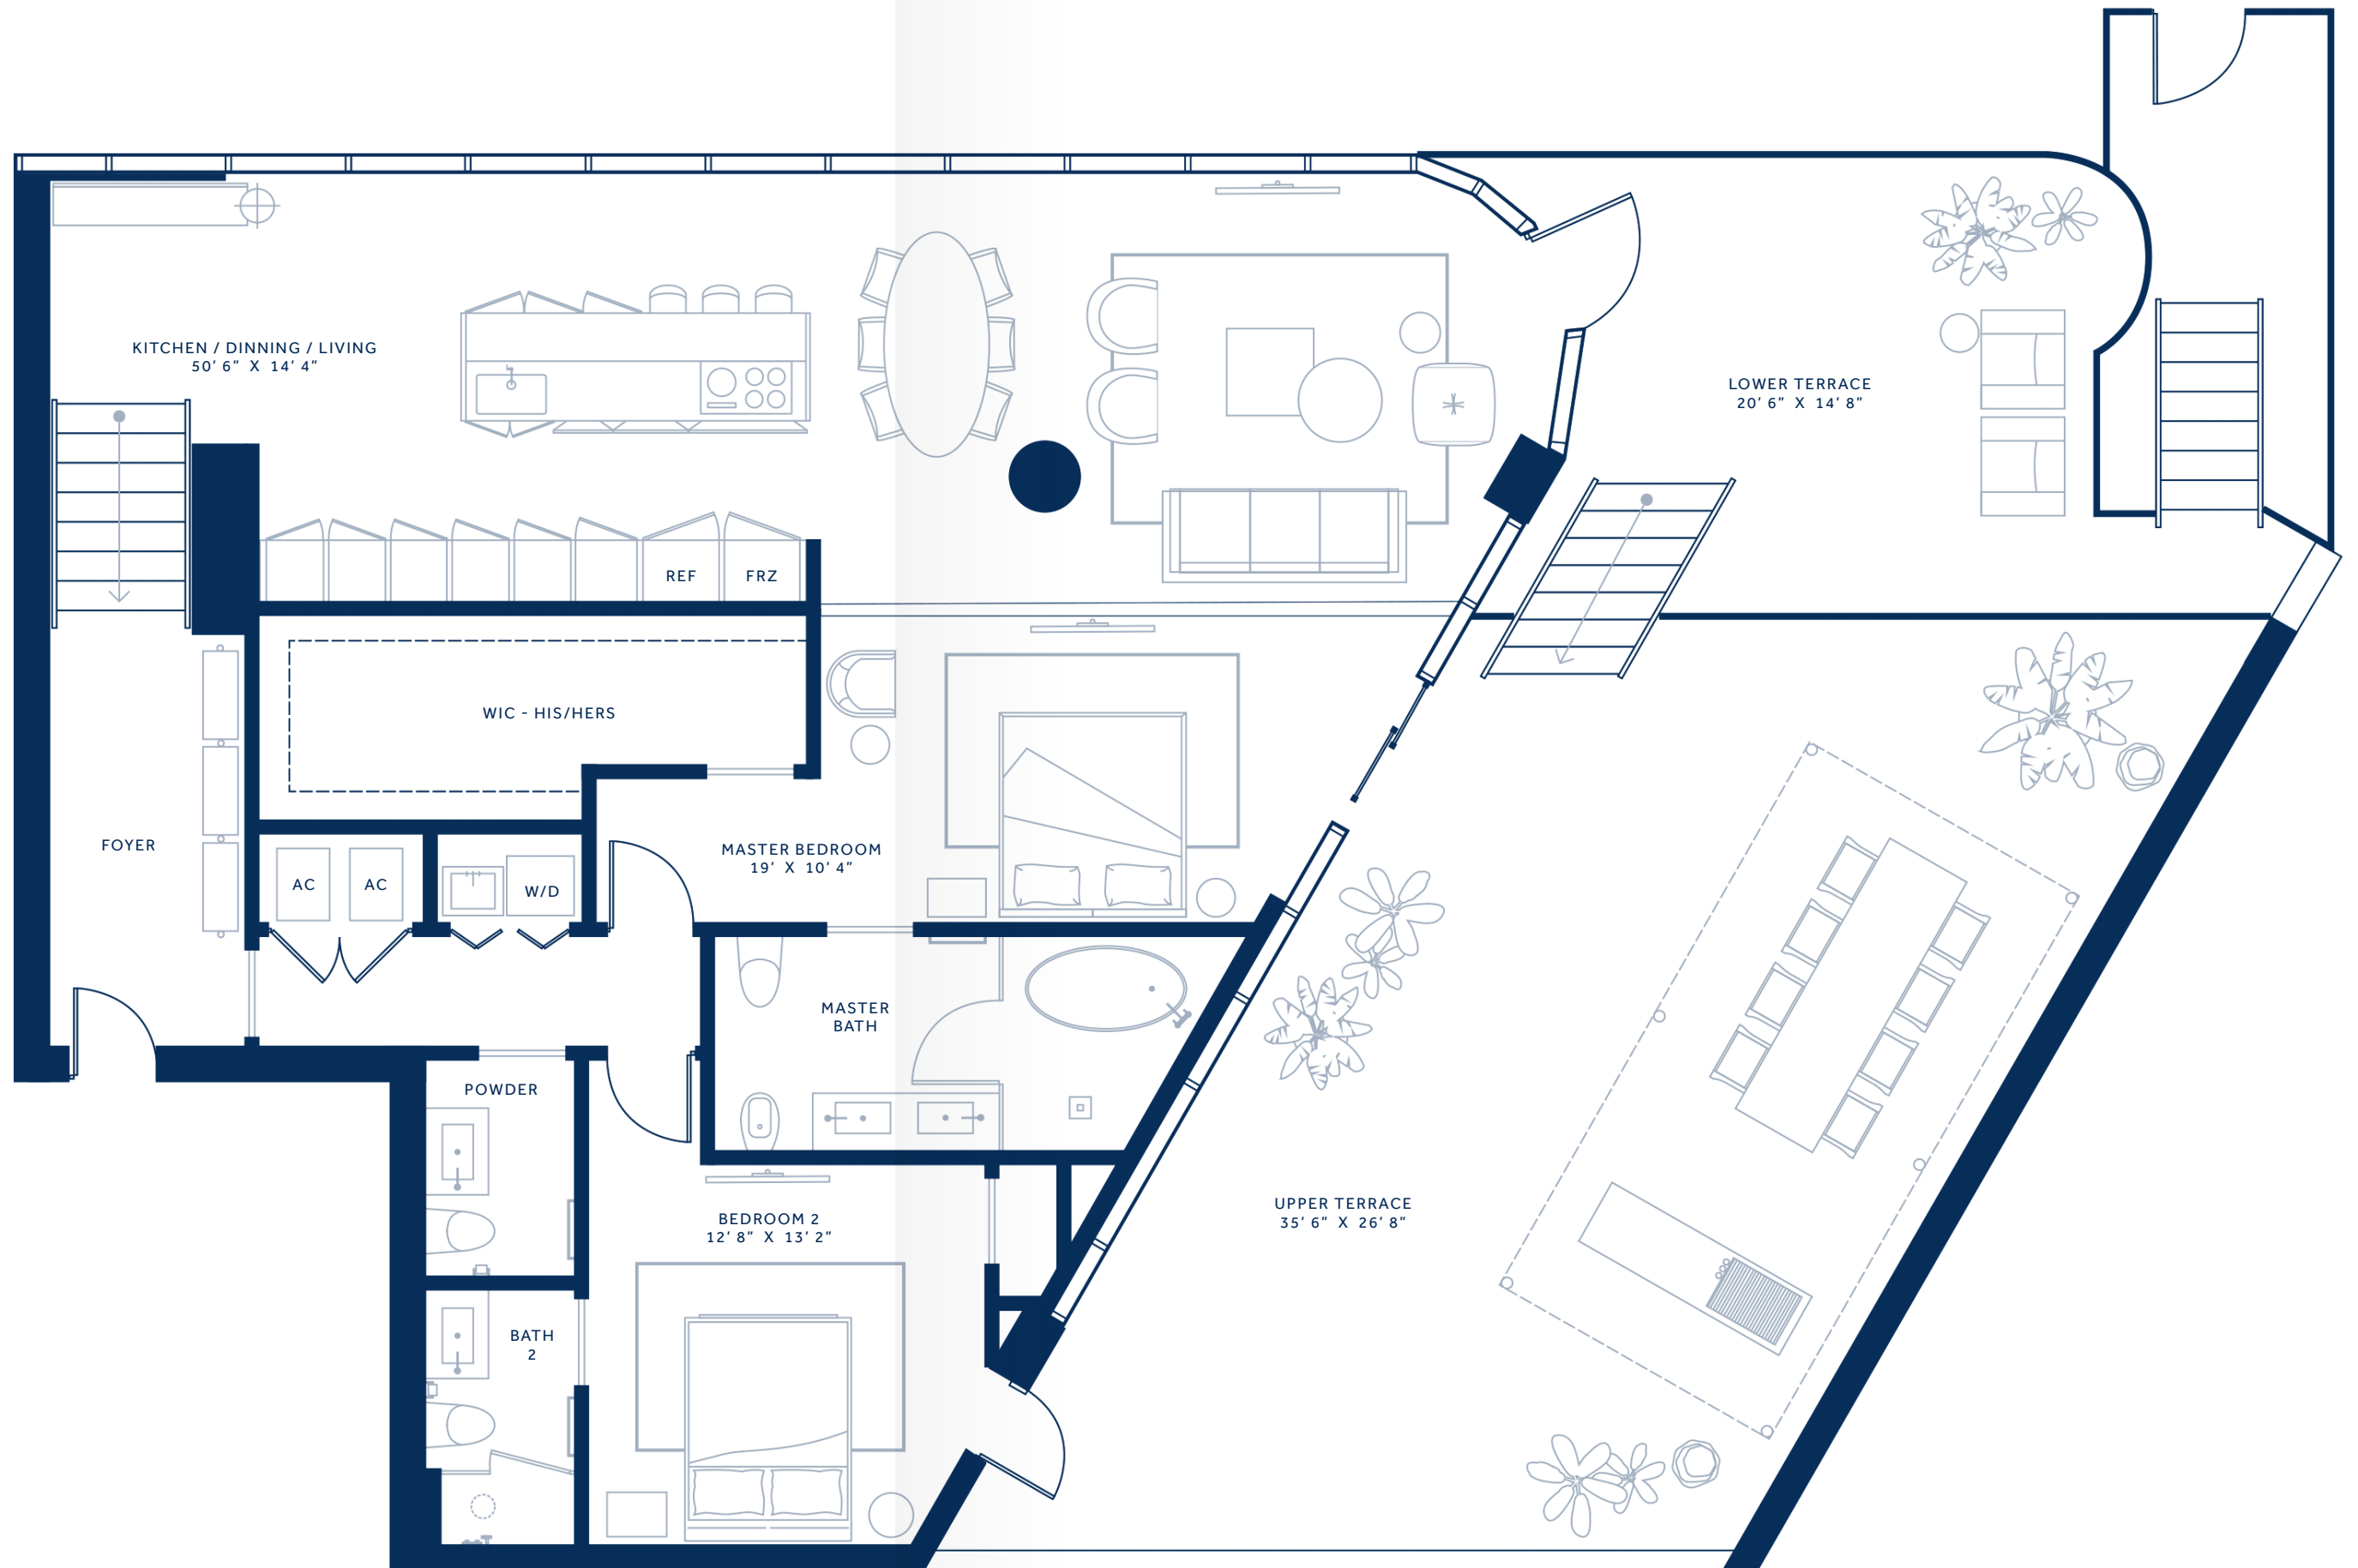 KITCHEN / DINNING / LIVING
50' 6" X 14' 4"
LOWER TERRACE
20' 6" X 14' 8"
REF
FRZ
WIC - HIS/HERS
FOYER
MASTER BEDROOM
19' X 10' 4"
AC
AC
W/D
MASTER
BATH
POWDER
UPPER TERRACE
35' 6" X 26' 8"
BEDROOM 2
12' 8" X 13' 2"
BATH
2